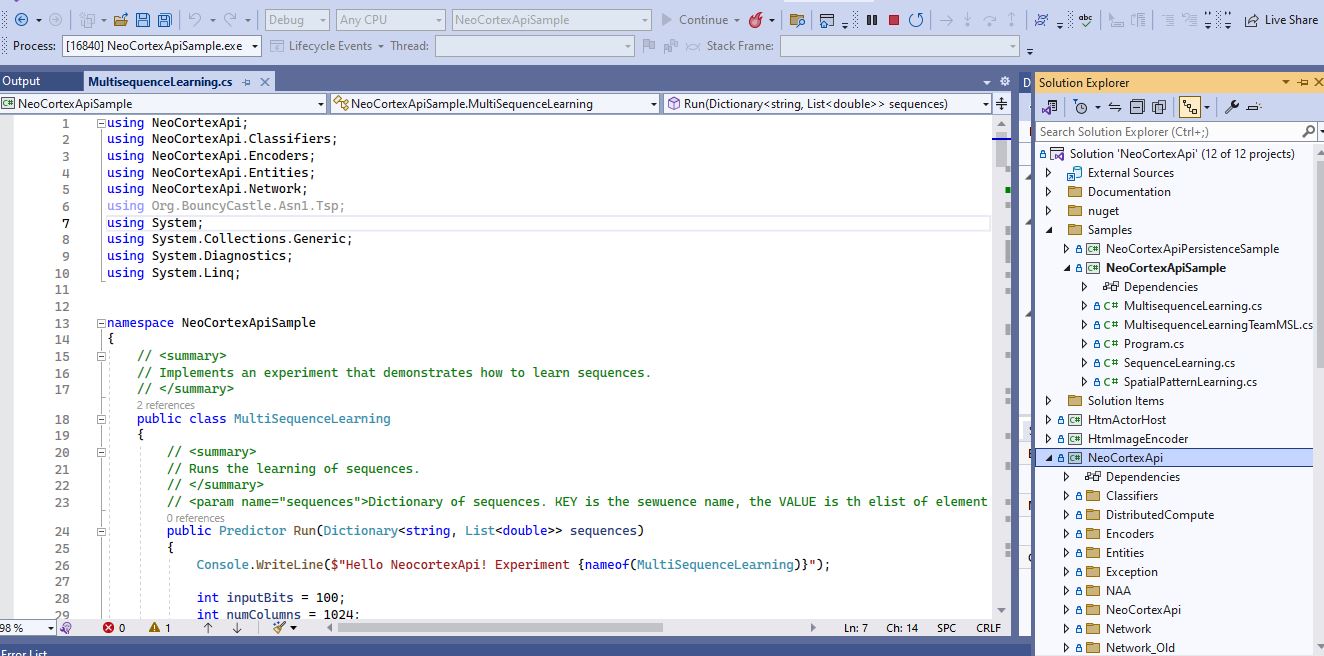 Debug Any CPU NeoCortexApiSample Continue Live Share
Process: [16840] NeoCortexApiSample.exe Lifecycle Events Thread: Stack Frame:
Output MultisequenceLearning.cs
NeoCortexApiSample NeoCortexApiSample.MultiSequenceLearning Run(Dictionary<string, List<double>> sequences)
1 using NeoCortexApi;
2 using NeoCortexApi.Classifiers;
3 using NeoCortexApi.Encoders;
4 using NeoCortexApi.Entities;
5 using NeoCortexApi.Network;
6 using Org.BouncyCastle.Asn1.Tsp;
7 using System;
8 using System.Collections.Generic;
9 using System.Diagnostics;
10 using System.Linq;
11
12
13 namespace NeoCortexApiSample
14 {
15 // <summary>
16 // Implements an experiment that demonstrates how to learn sequences.
17 // </summary>
2 references
18 public class MultiSequenceLearning
19 {
20 // <summary>
21 // Runs the learning of sequences.
22 // </summary>
23 // <param name="sequences">Dictionary of sequences. KEY is the sewuence name, the VALUE is th elist of element
0 references
24 public Predictor Run(Dictionary<string, List<double>> sequences)
25 {
26 Console.WriteLine($"Hello NeocortexApi! Experiment {nameof(MultiSequenceLearning)}");
27
28 int inputBits = 100;
29 int numColumns = 1024;
98 % 0 1 Ln: 7 Ch: 14 SPC CRLF
Error List
Solution Explorer
Search Solution Explorer (Ctrl+;)
Solution 'NeoCortexApi' (12 of 12 projects)
External Sources
Documentation
nuget
Samples
C# NeoCortexApiPersistenceSample
C# NeoCortexApiSample
Dependencies
C# MultisequenceLearning.cs
C# MultisequenceLearningTeamMSL.cs
C# Program.cs
C# SequenceLearning.cs
C# SpatialPatternLearning.cs
Solution Items
C# HtmActorHost
C# HtmImageEncoder
C# NeoCortexApi
Dependencies
Classifiers
DistributedCompute
Encoders
Entities
Exception
NAA
NeoCortexApi
Network
Network_Old